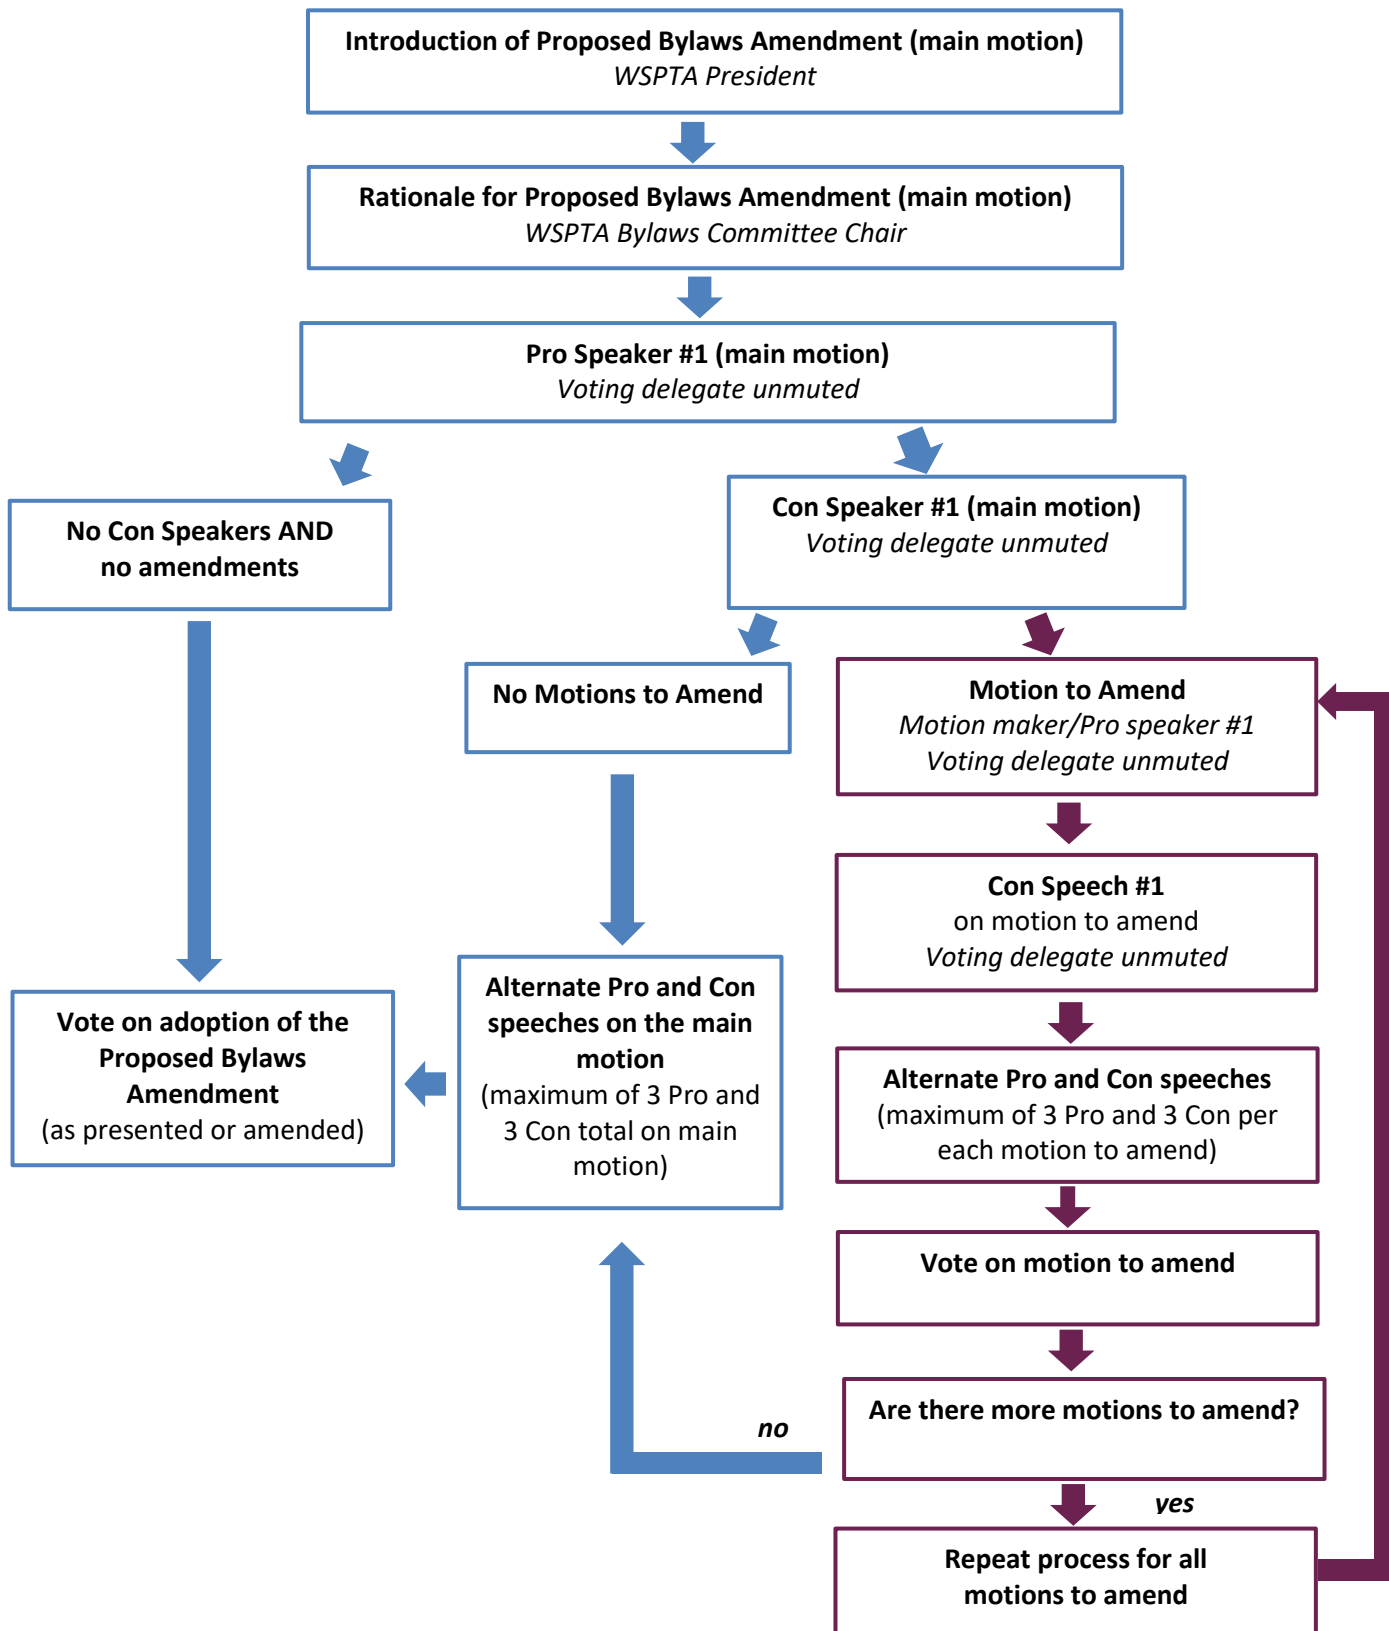 Introduction of Proposed Bylaws Amendment (main motion)
WSPTA President
Rationale for Proposed Bylaws Amendment (main motion)
WSPTA Bylaws Committee Chair
Pro Speaker #1 (main motion)
Voting delegate unmuted
No Con Speakers AND
no amendments
Con Speaker #1 (main motion)
Voting delegate unmuted
No Motions to Amend
Motion to Amend
Motion maker/Pro speaker #1
Voting delegate unmuted
Con Speech #1
on motion to amend
Voting delegate unmuted
Vote on adoption of the
Proposed Bylaws
Amendment
(as presented or amended)
Alternate Pro and Con
speeches on the main
motion
(maximum of 3 Pro and
3 Con total on main
motion)
Alternate Pro and Con speeches
(maximum of 3 Pro and 3 Con per
each motion to amend)
Vote on motion to amend
Are there more motions to amend?
no
yes
Repeat process for all
motions to amend